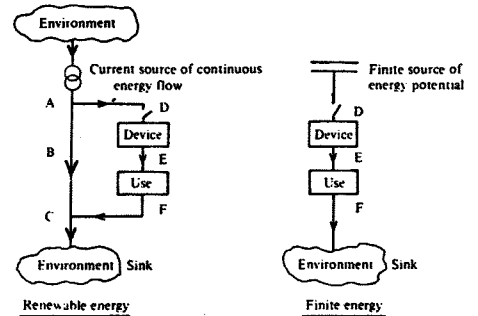 Environment
Current source of continuous
energy flow
A
D
Device
B
E
Use
C
F
Environment Sink
Renewable energy
Finite source of
energy potential
D
Device
E
Use
F
Environment Sink
Finite energy